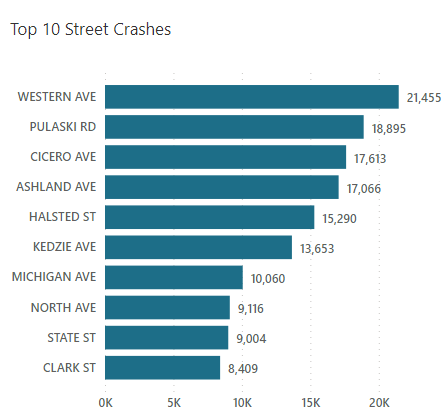 Top 10 Street Crashes
WESTERN AVE 21,455
PULASKI RD 18,895
CICERO AVE 17,613
ASHLAND AVE 17,066
HALSTED ST 15,290
KEDZIE AVE 13,653
MICHIGAN AVE 10,060
NORTH AVE 9,116
STATE ST 9,004
CLARK ST 8,409
0K 5K 10K 15K 20K